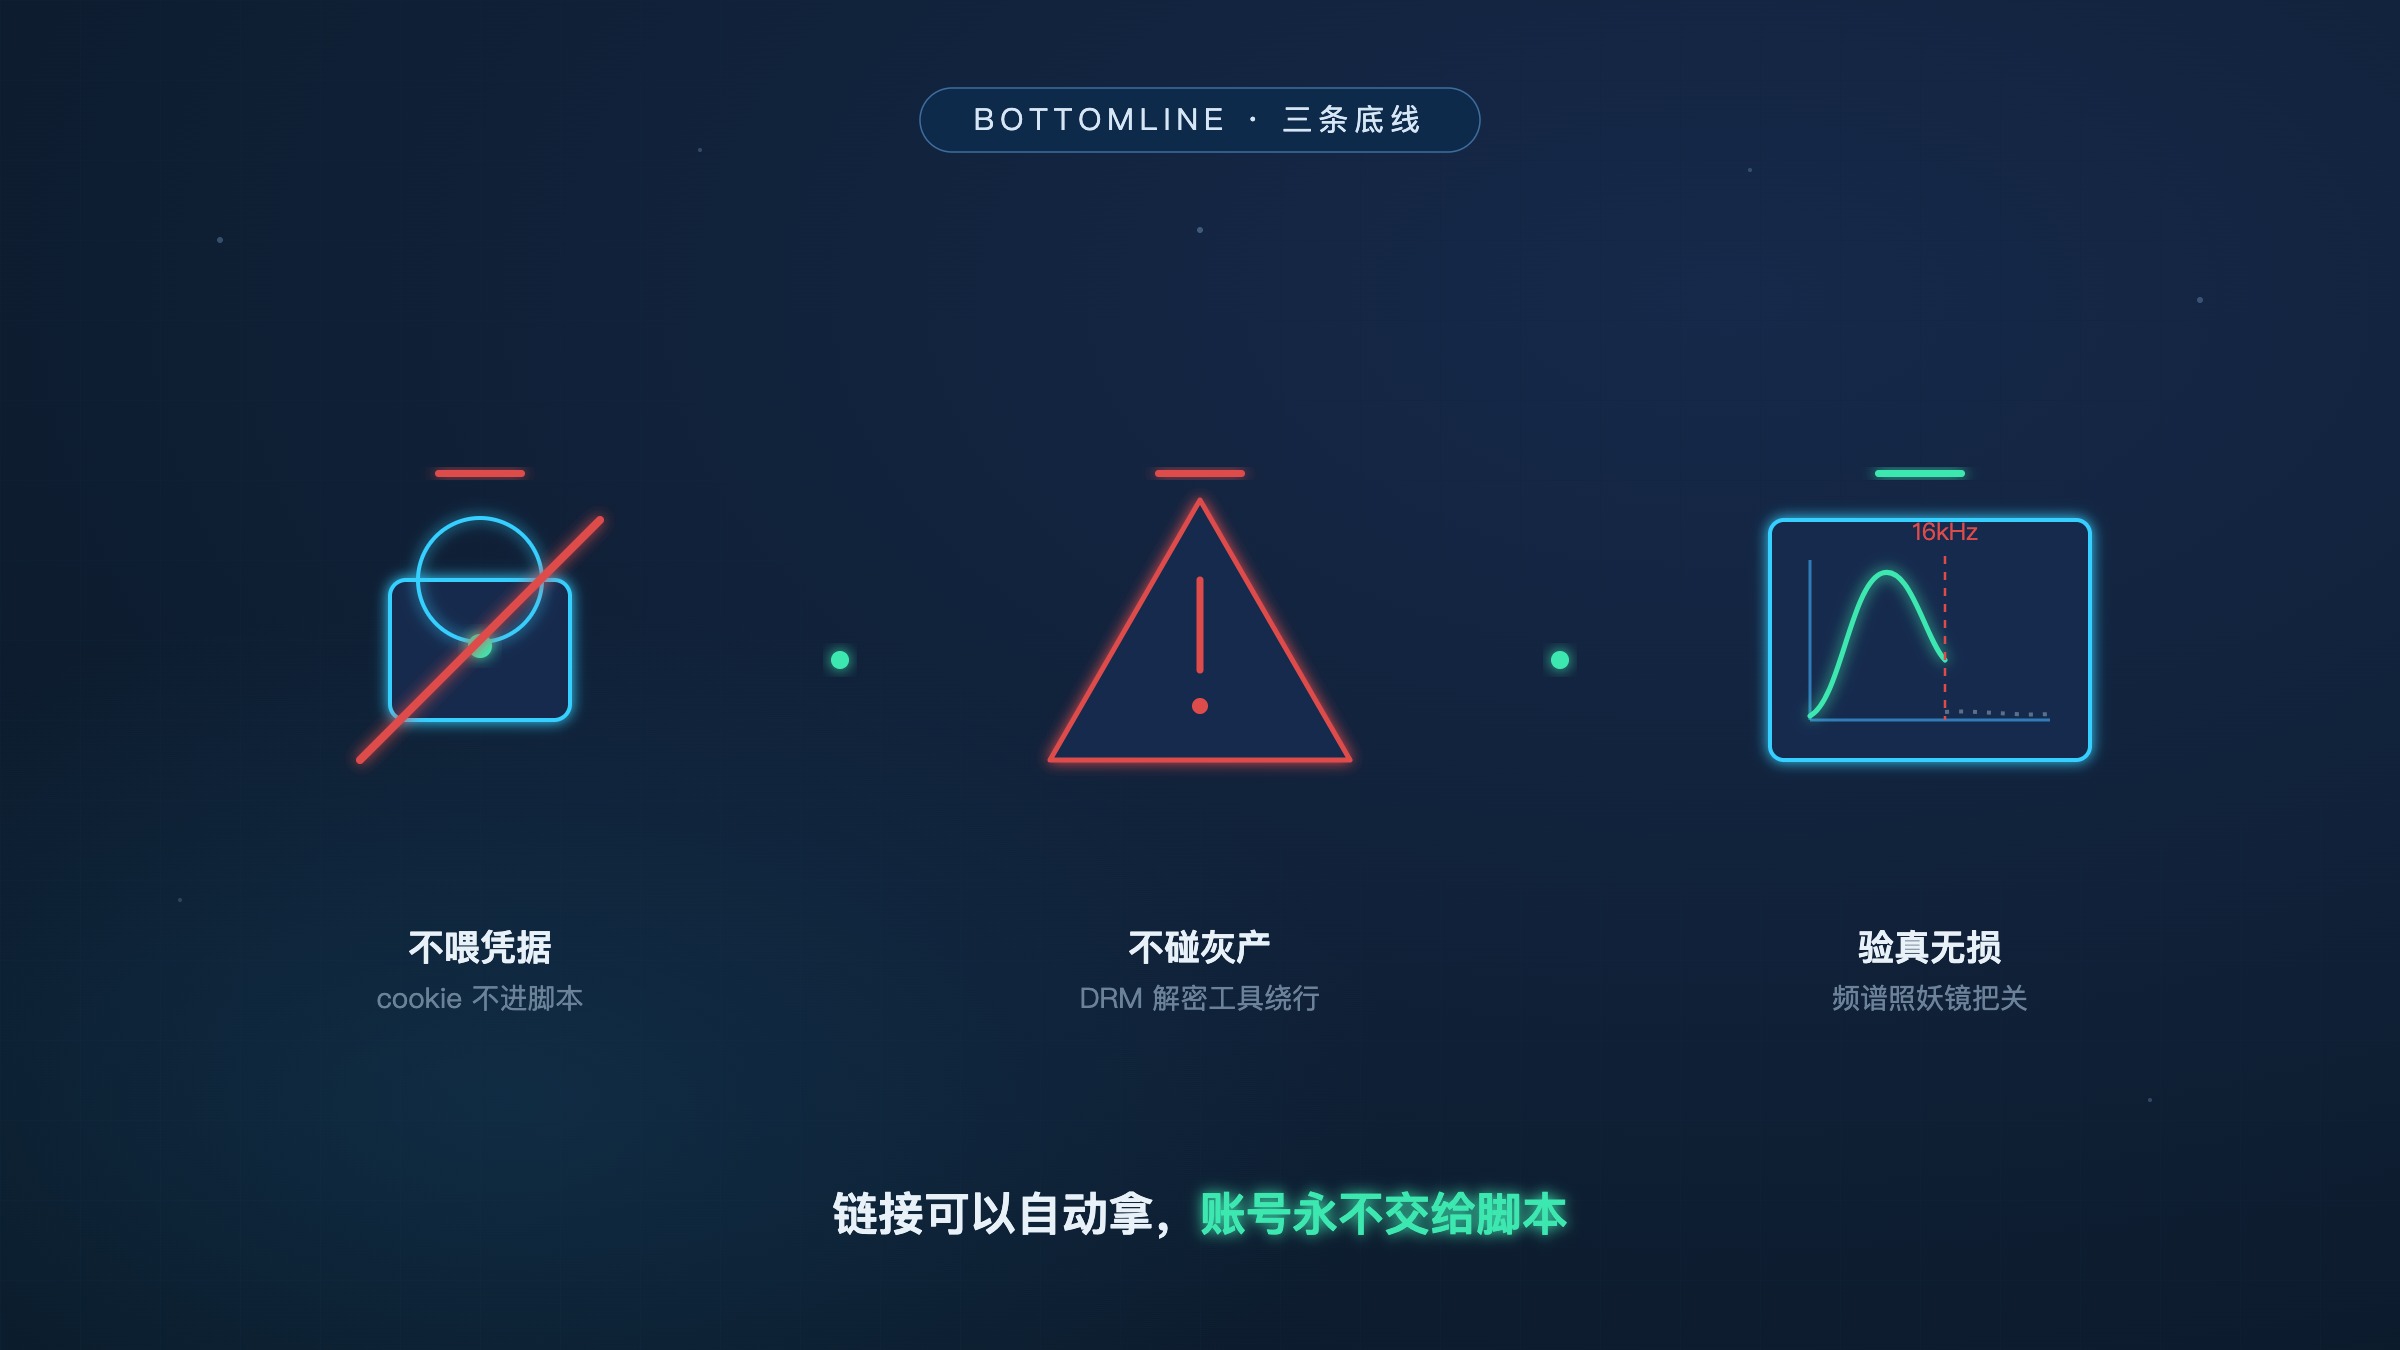 BOTTOMLINE · 三条底线
16kHz
不喂凭据
cookie 不进脚本
不碰灰产
DRM 解密工具绕行
验真无损
频谱照妖镜把关
链接可以自动拿，账号永不交给脚本